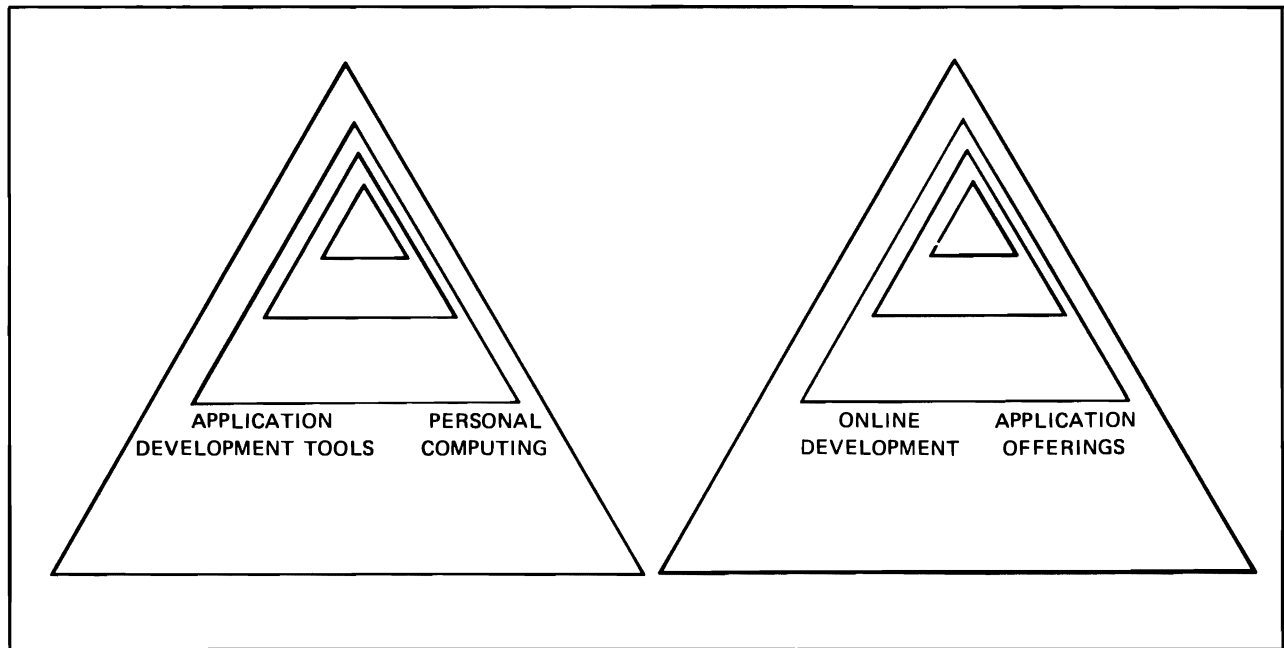 APPLICATION
DEVELOPMENT TOOLS
PERSONAL
COMPUTING
ONLINE
DEVELOPMENT
APPLICATION
OFFERINGS